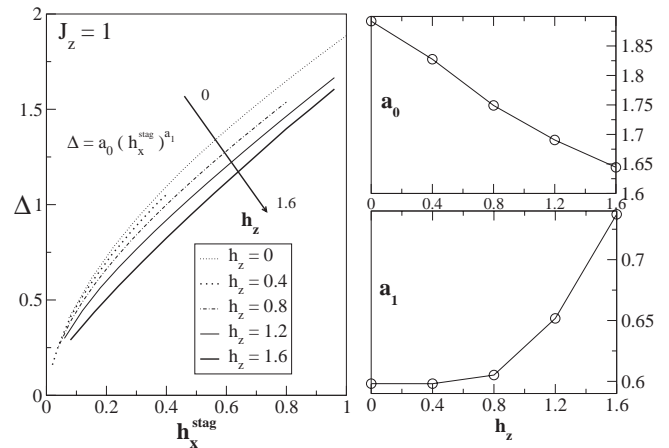 J_z = 1
Δ = a_0 ( h_x^stag )^a_1
0
1.6
h_z
h_z = 0
h_z = 0.4
h_z = 0.8
h_z = 1.2
h_z = 1.6
2
1.5
1
0.5
0
Δ
0 0.2 0.4 0.6 0.8 1
h_x^stag
a_0
1.85
1.8
1.75
1.7
1.65
1.6
0 0.4 0.8 1.2 1.6
a_1
0.7
0.65
0.6
0 0.4 0.8 1.2 1.6
h_z